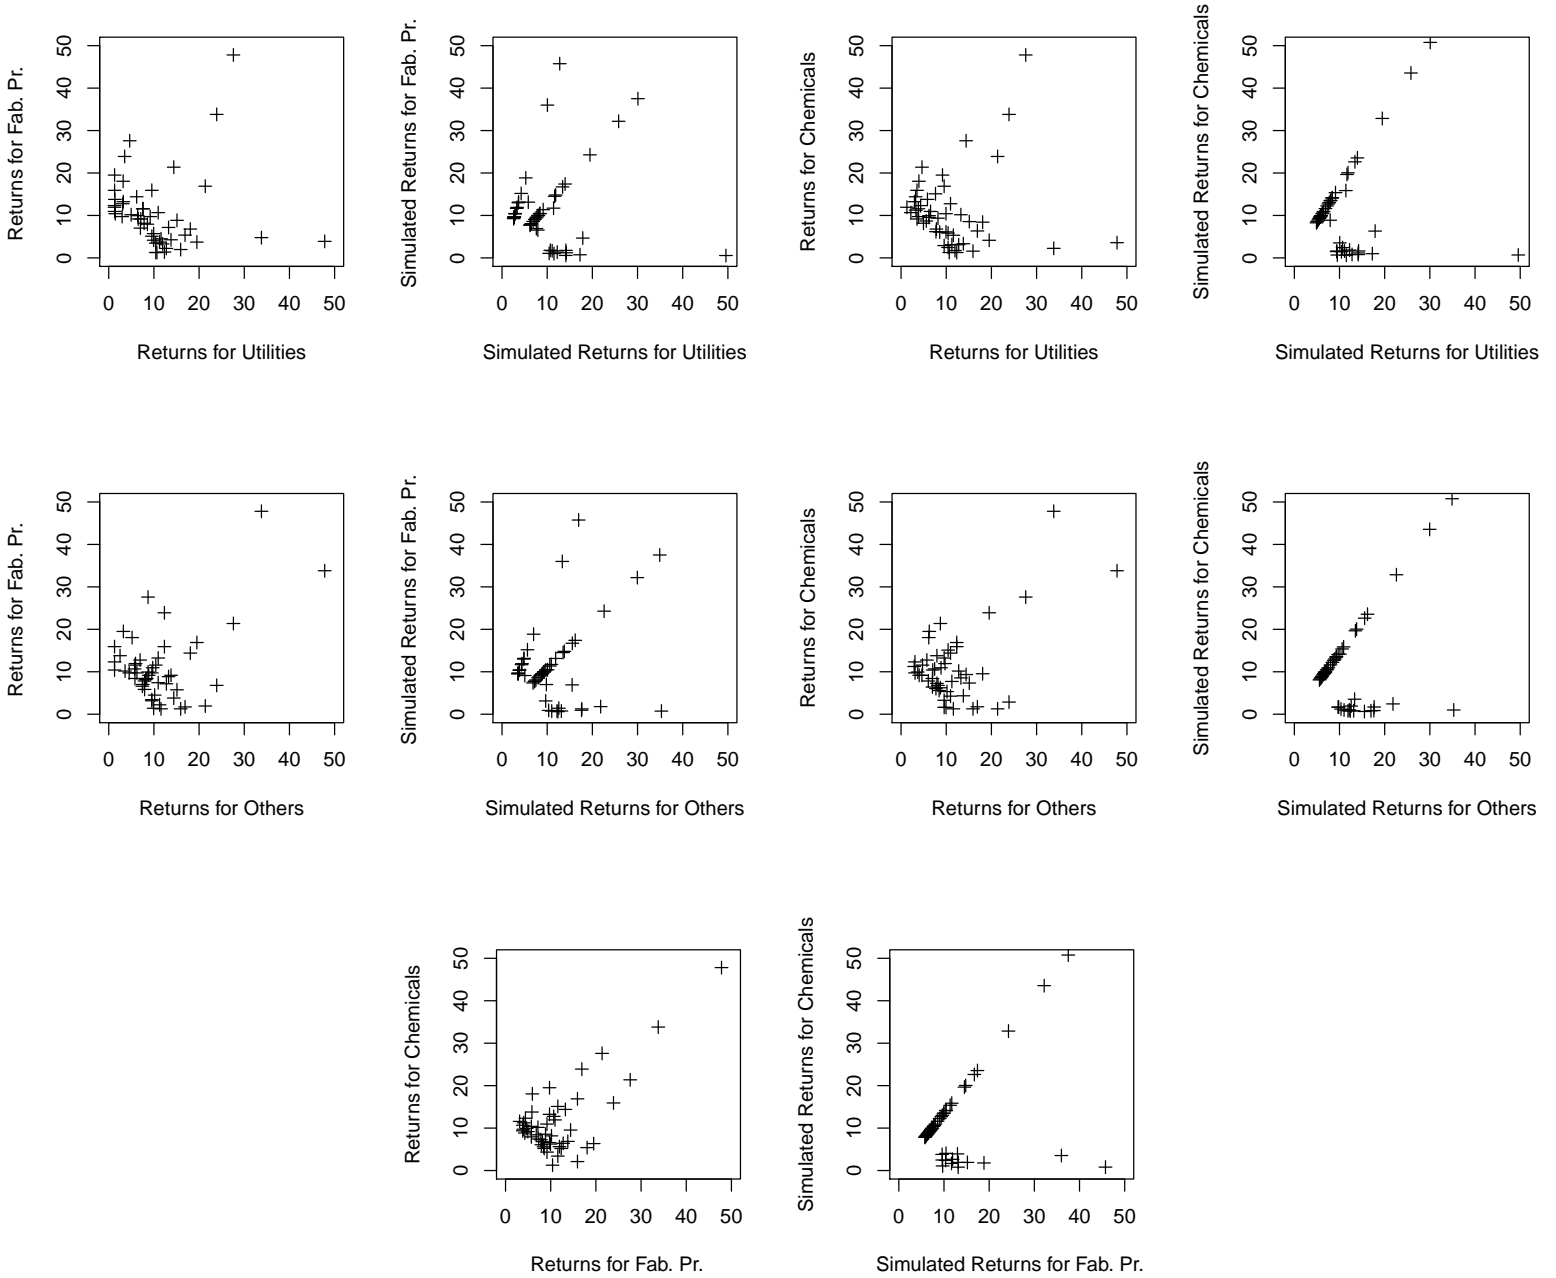 Returns for Fab. Pr.
50
40
30
20
10
0
0 10 20 30 40 50
Returns for Utilities
Simulated Returns for Fab. Pr.
50
40
30
20
10
0
0 10 20 30 40 50
Simulated Returns for Utilities
Returns for Chemicals
50
40
30
20
10
0
0 10 20 30 40 50
Returns for Utilities
Simulated Returns for Chemicals
50
40
30
20
10
0
0 10 20 30 40 50
Simulated Returns for Utilities
Returns for Fab. Pr.
50
40
30
20
10
0
0 10 20 30 40 50
Returns for Others
Simulated Returns for Fab. Pr.
50
40
30
20
10
0
0 10 20 30 40 50
Simulated Returns for Others
Returns for Chemicals
50
40
30
20
10
0
0 10 20 30 40 50
Returns for Others
Simulated Returns for Chemicals
50
40
30
20
10
0
0 10 20 30 40 50
Simulated Returns for Others
Returns for Chemicals
50
40
30
20
10
0
0 10 20 30 40 50
Returns for Fab. Pr.
Simulated Returns for Chemicals
50
40
30
20
10
0
0 10 20 30 40 50
Simulated Returns for Fab. Pr.